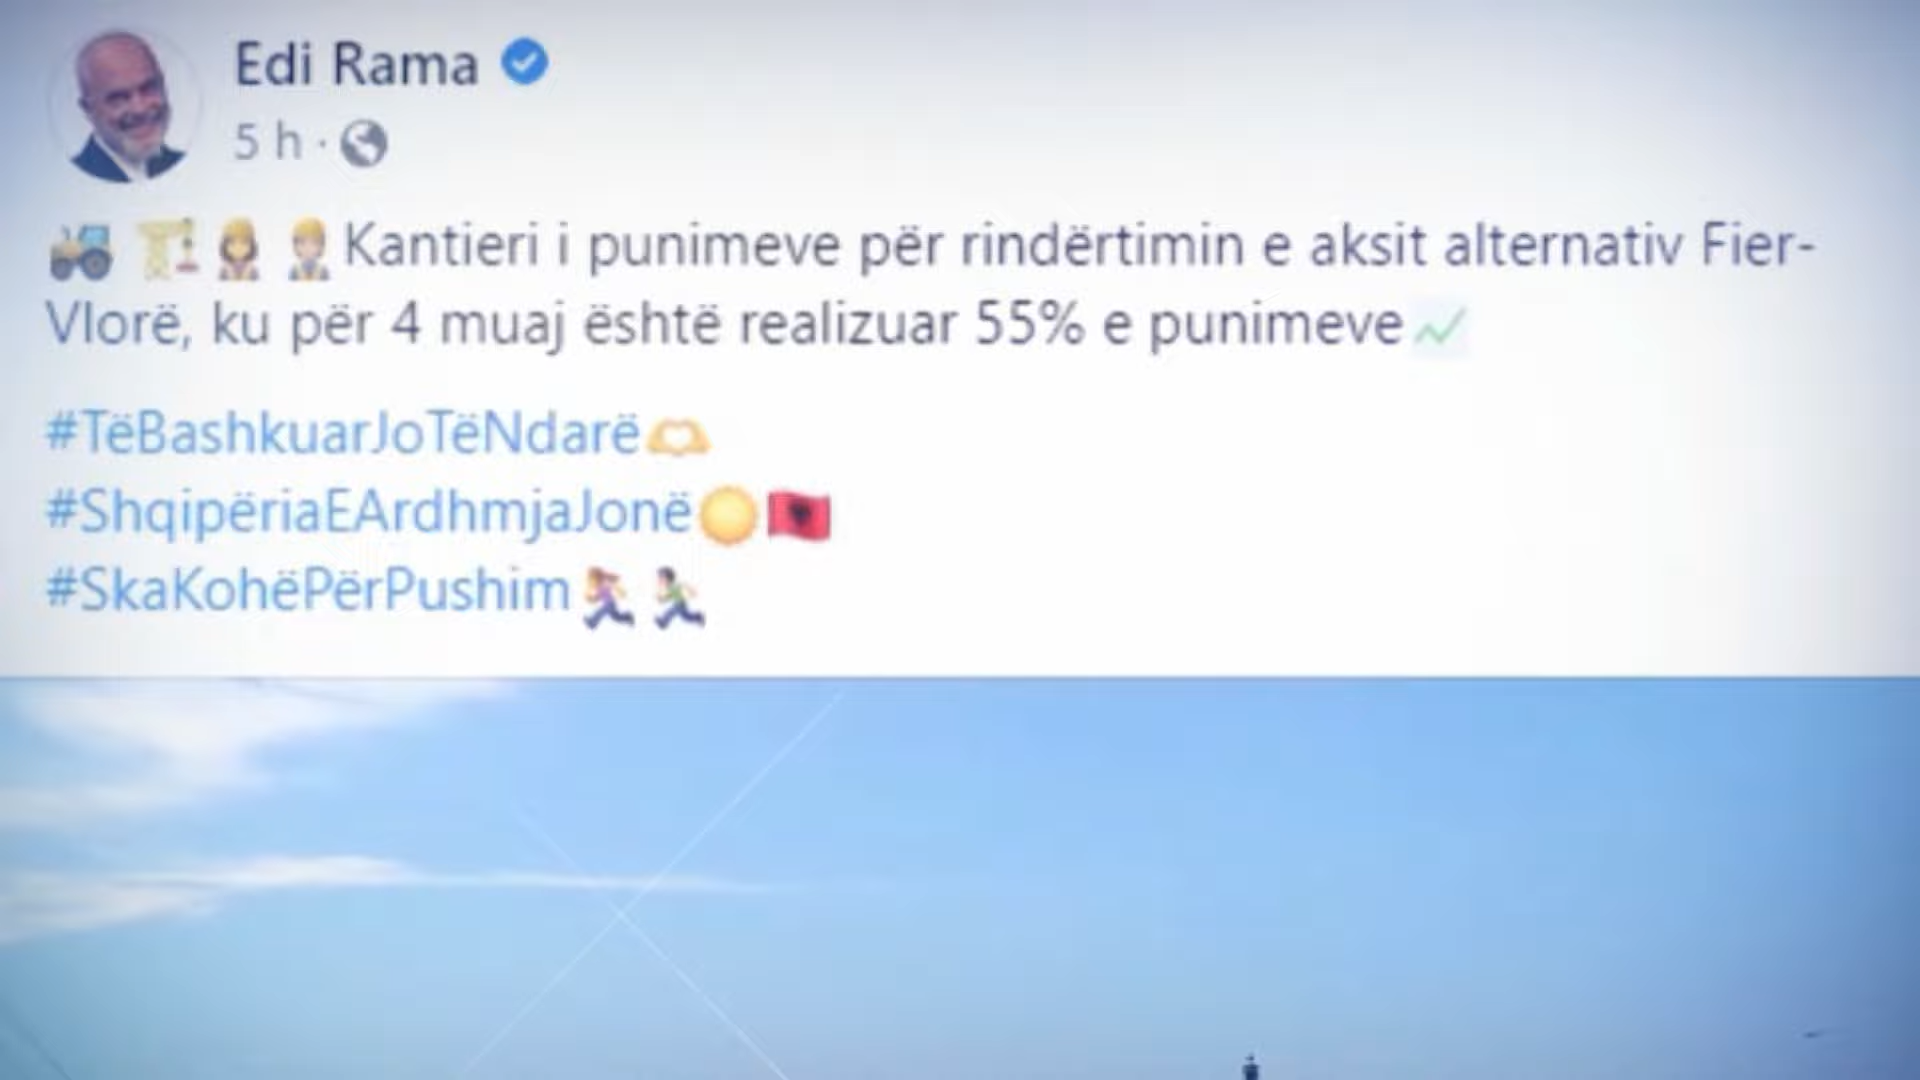 Edi Rama
5 h ·
Kantieri i punimeve për rindërtimin e aksit alternativ Fier-
Vlorë, ku për 4 muaj është realizuar 55% e punimeve
#TëBashkuarJoTëNdarë
#ShqipëriaEArdhmjaJonë
#SkaKohëPërPushim